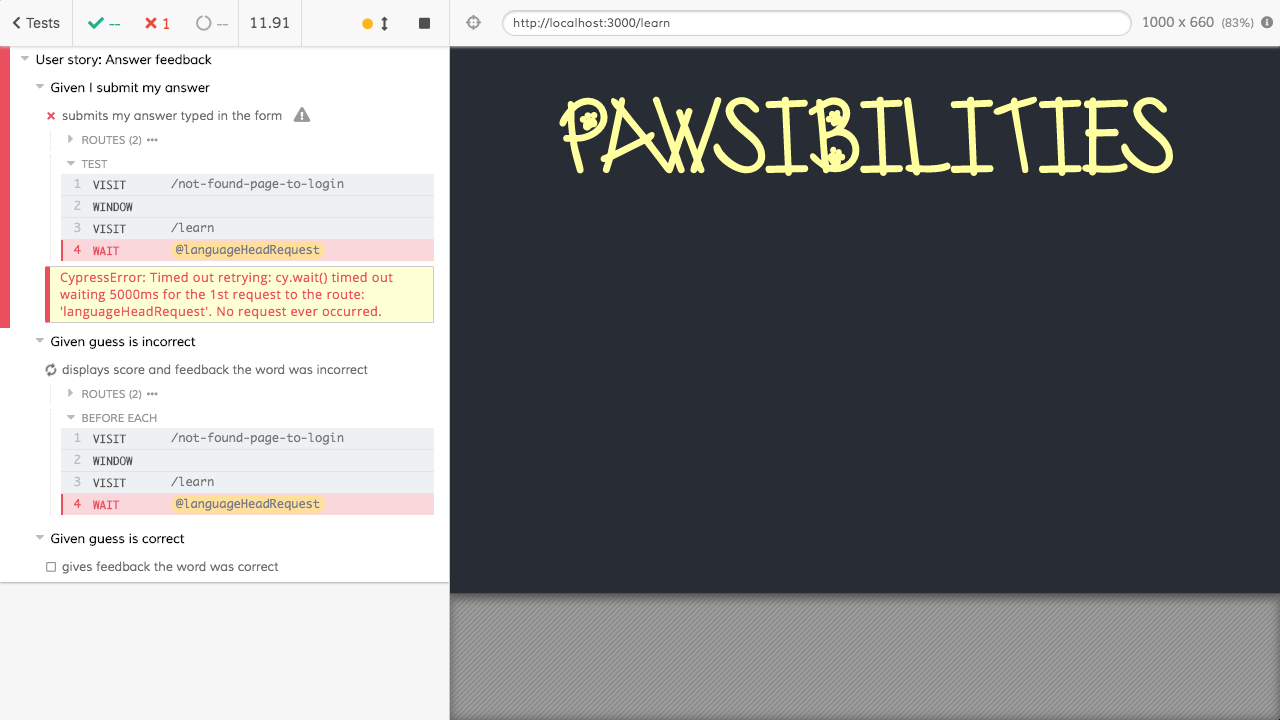 Tests
--
1
--
11.91
http://localhost:3000/learn
1000 x 660 (83%)
User story: Answer feedback
Given I submit my answer
submits my answer typed in the form
ROUTES (2)
TEST
1 VISIT /not-found-page-to-login
2 WINDOW
3 VISIT /learn
4 WAIT @languageHeadRequest
CypressError: Timed out retrying: cy.wait() timed out
waiting 5000ms for the 1st request to the route:
'languageHeadRequest'. No request ever occurred.
Given guess is incorrect
displays score and feedback the word was incorrect
ROUTES (2)
BEFORE EACH
1 VISIT /not-found-page-to-login
2 WINDOW
3 VISIT /learn
4 WAIT @languageHeadRequest
Given guess is correct
gives feedback the word was correct
PAWSIBILITIES